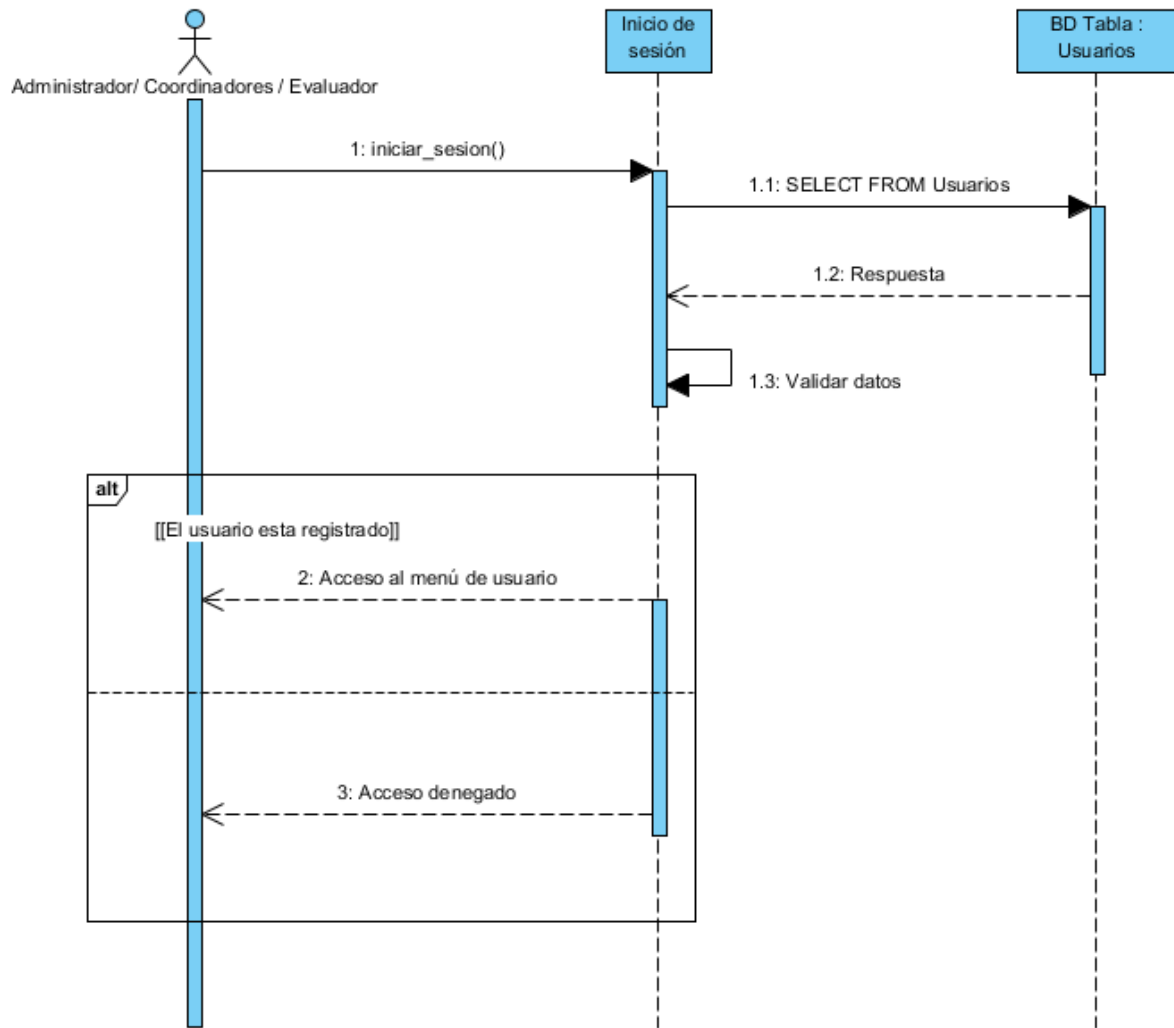 Inicio de
sesión
BD Tabla :
Usuarios
Administrador/ Coordinadores / Evaluador
1: iniciar_sesion()
1.1: SELECT FROM Usuarios
1.2: Respuesta
1.3: Validar datos
alt
[[El usuario esta registrado]]
2: Acceso al menú de usuario
3: Acceso denegado